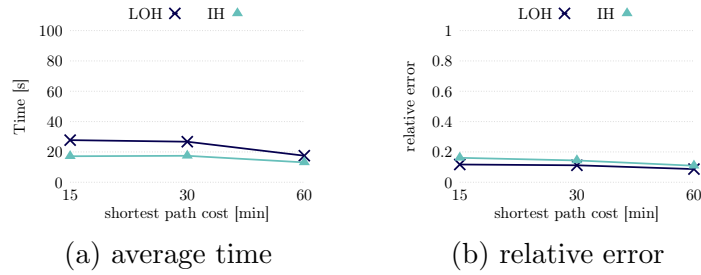 LOH IH
100
80
60
40
20
0
Time [s]
15 30 60
shortest path cost [min]
(a) average time
LOH IH
1
0.8
0.6
0.4
0.2
0
relative error
15 30 60
shortest path cost [min]
(b) relative error